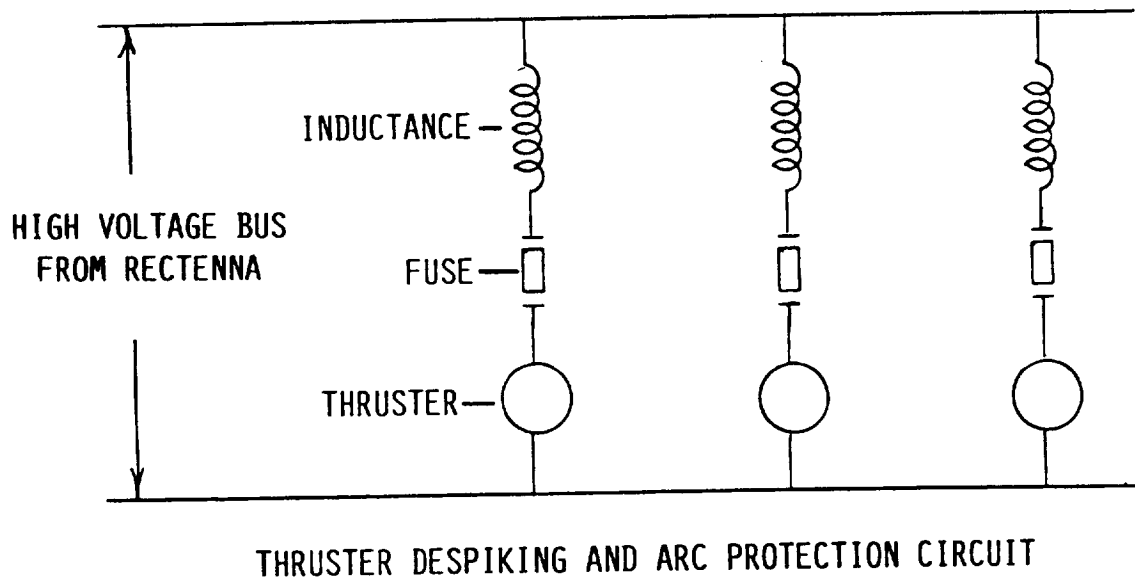 INDUCTANCE
HIGH VOLTAGE BUS
FROM RECTENNA
FUSE
THRUSTER
THRUSTER DESPIKING AND ARC PROTECTION CIRCUIT